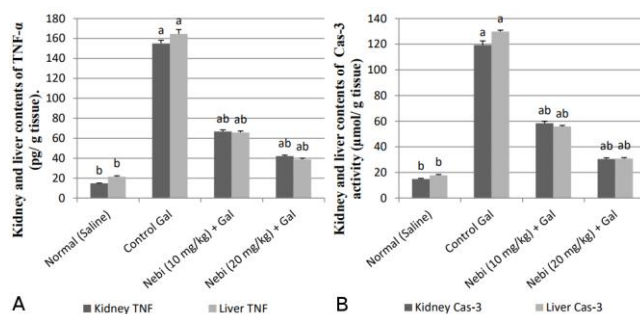 Kidney and liver contents of TNF-α
(pg/ g tissue).
180
160
140
120
100
80
60
40
20
0
b b
a a
ab ab
ab ab
Normal (Saline)
Control Gal
Nebi (10 mg/kg) + Gal
Nebi (20 mg/kg) + Gal
A
Kidney TNF
Liver TNF
Kidney and liver contents of Cas-3
activity (µmol/ g tissue)
140
120
100
80
60
40
20
0
b b
a a
ab ab
ab ab
Normal (Saline)
Control Gal
Nebi (10 mg/kg) + Gal
Nebi (20 mg/kg) + Gal
B
Kidney Cas-3
Liver Cas-3